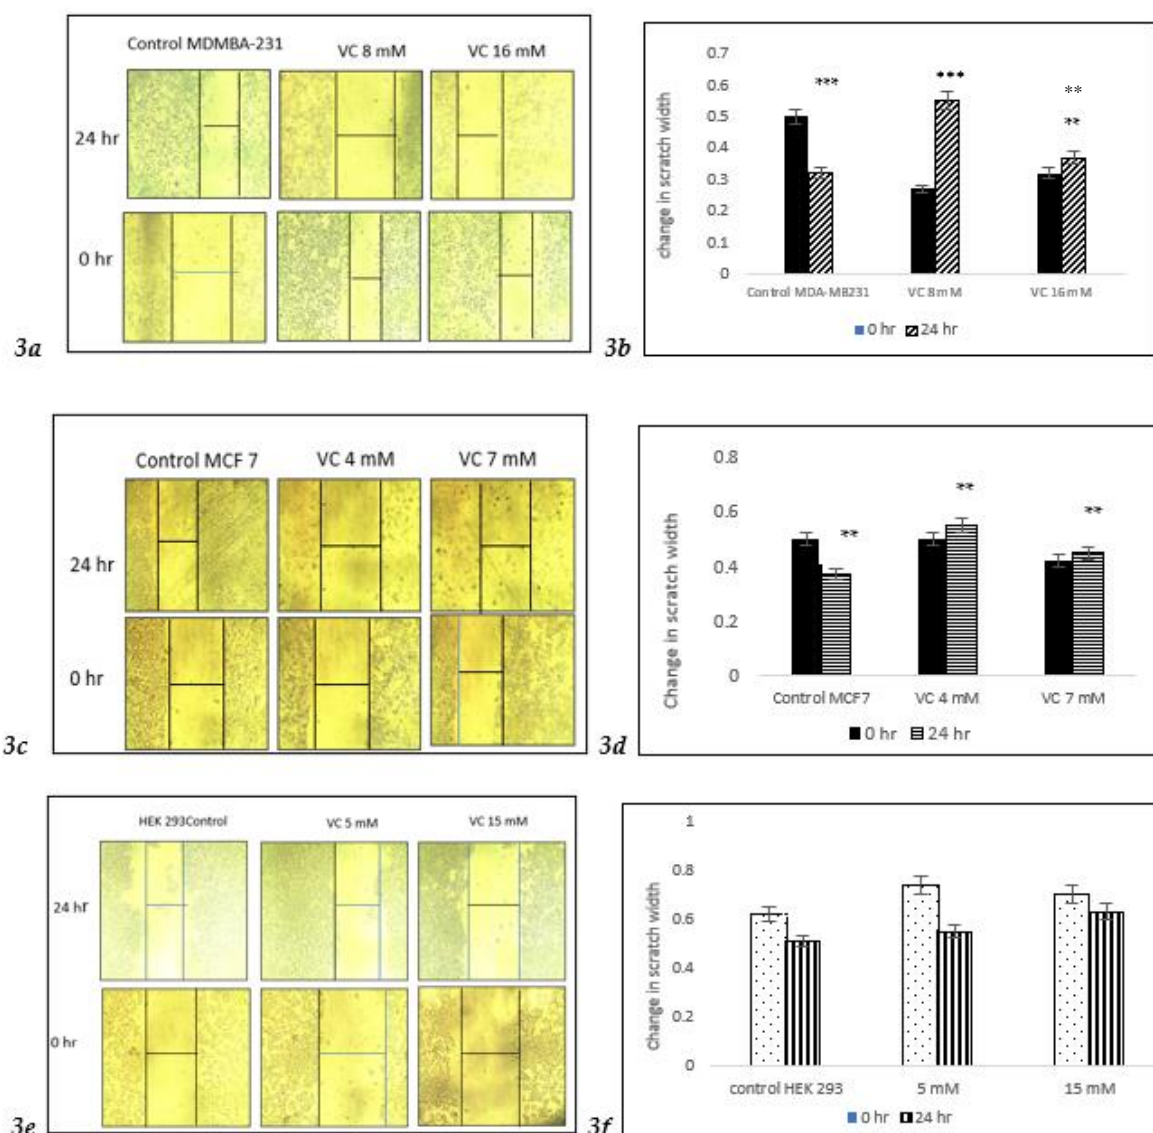 Control MDMBA-231 VC 8 mM VC 16 mM
24 hr
0 hr
3a
0.7
0.6
0.5
0.4
0.3
0.2
0.1
0
change in scratch width
*** *** **
**
Control MDA-MB231 VC 8mM VC 16mM
0 hr 24 hr
3b
Control MCF 7 VC 4 mM VC 7 mM
24 hr
0 hr
3c
0.8
0.6
0.4
0.2
0
Change in scratch width
** ** **
Control MCF7 VC 4 mM VC 7 mM
0 hr 24 hr
3d
HEK 293Control VC 5 mM VC 15 mM
24 hr
0 hr
3e
1
0.8
0.6
0.4
0.2
0
Change in scratch width
control HEK 293 5 mM 15 mM
0 hr 24 hr
3f